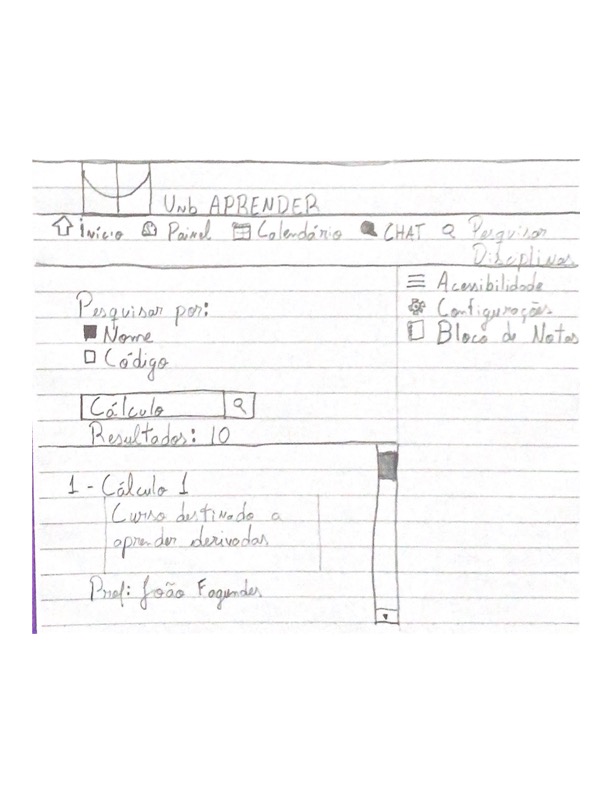 UnB APRENDER
Início Painel Calendário CHAT Pesquisar
Disciplinas
Acessibilidade
Configurações
Bloco de Notas
Pesquisar por:
Nome
Código
Cálculo
Resultados: 10
1 - Cálculo 1
Curso destinado a
aprender derivadas
Prof: João Fagundes